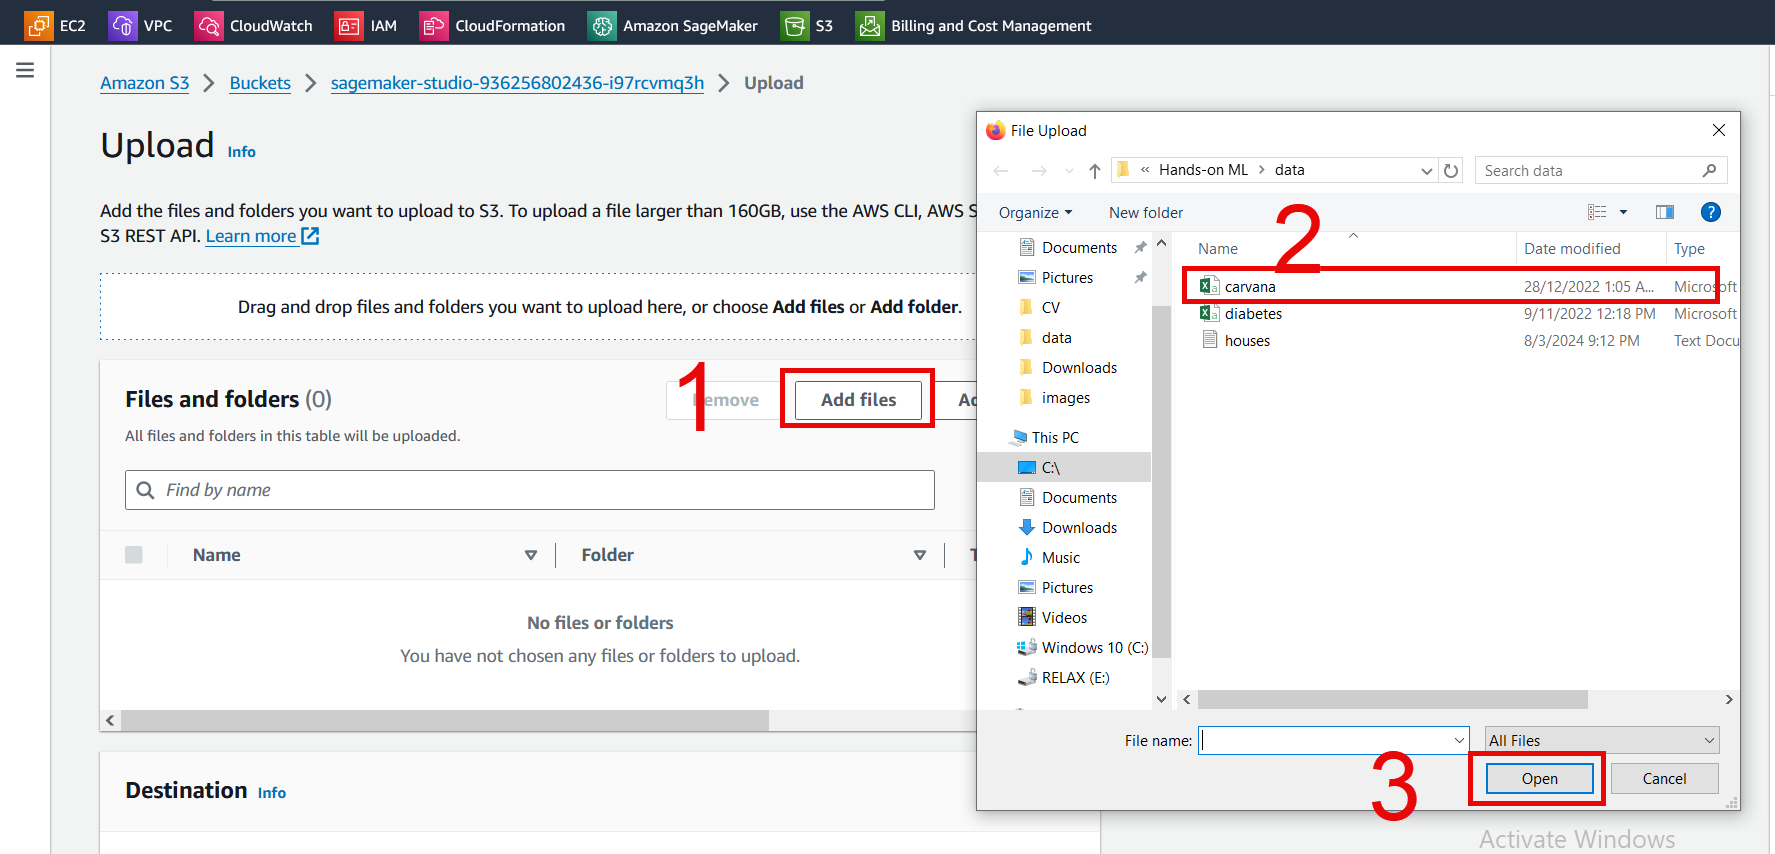 EC2 VPC CloudWatch IAM CloudFormation Amazon SageMaker S3 Billing and Cost Management
Amazon S3 > Buckets > sagemaker-studio-936256802436-i97rcvmq3h > Upload
Upload Info
Add the files and folders you want to upload to S3. To upload a file larger than 160GB, use the AWS CLI, AWS S
S3 REST API. Learn more
Drag and drop files and folders you want to upload here, or choose Add files or Add folder.
Files and folders (0)
All files and folders in this table will be uploaded.
1
Remove
Add files
Find by name
Name Folder
No files or folders
You have not chosen any files or folders to upload.
Destination Info
File Upload
« Hands-on ML > data
Search data
Organize
New folder
2
Documents
Pictures
CV
data
Downloads
images
This PC
C:\
Documents
Downloads
Music
Pictures
Videos
Windows 10 (C:)
RELAX (E:)
Name Date modified Type
carvana 28/12/2022 1:05 A... Microsoft
diabetes 9/11/2022 12:18 PM Microsoft
houses 8/3/2024 9:12 PM Text Docu
File name:
All Files
3
Open
Cancel
Activate Windows